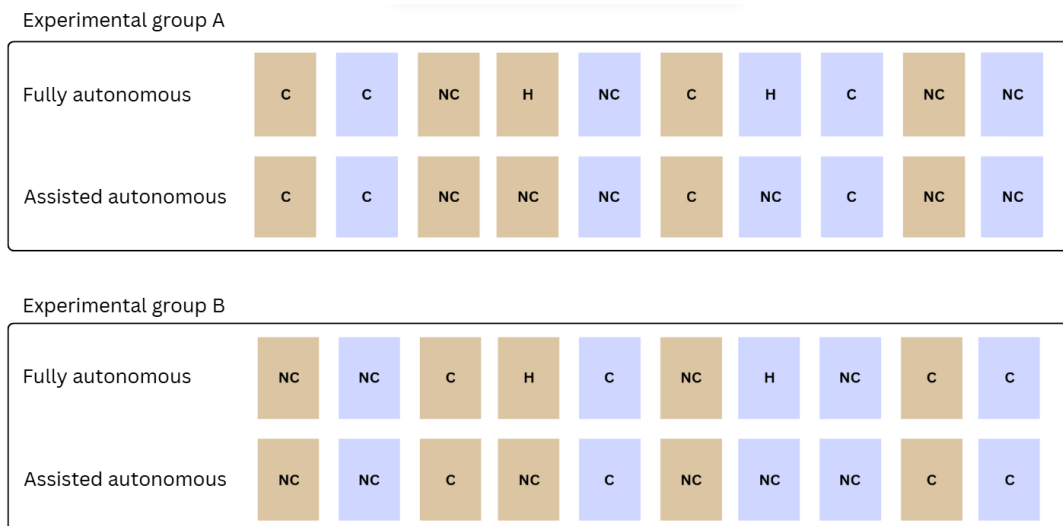 Experimental group A
Fully autonomous C C NC H NC C H C NC NC
Assisted autonomous C C NC NC NC C NC C NC NC
Experimental group B
Fully autonomous NC NC C H C NC H NC C C
Assisted autonomous NC NC C NC C NC NC NC C C